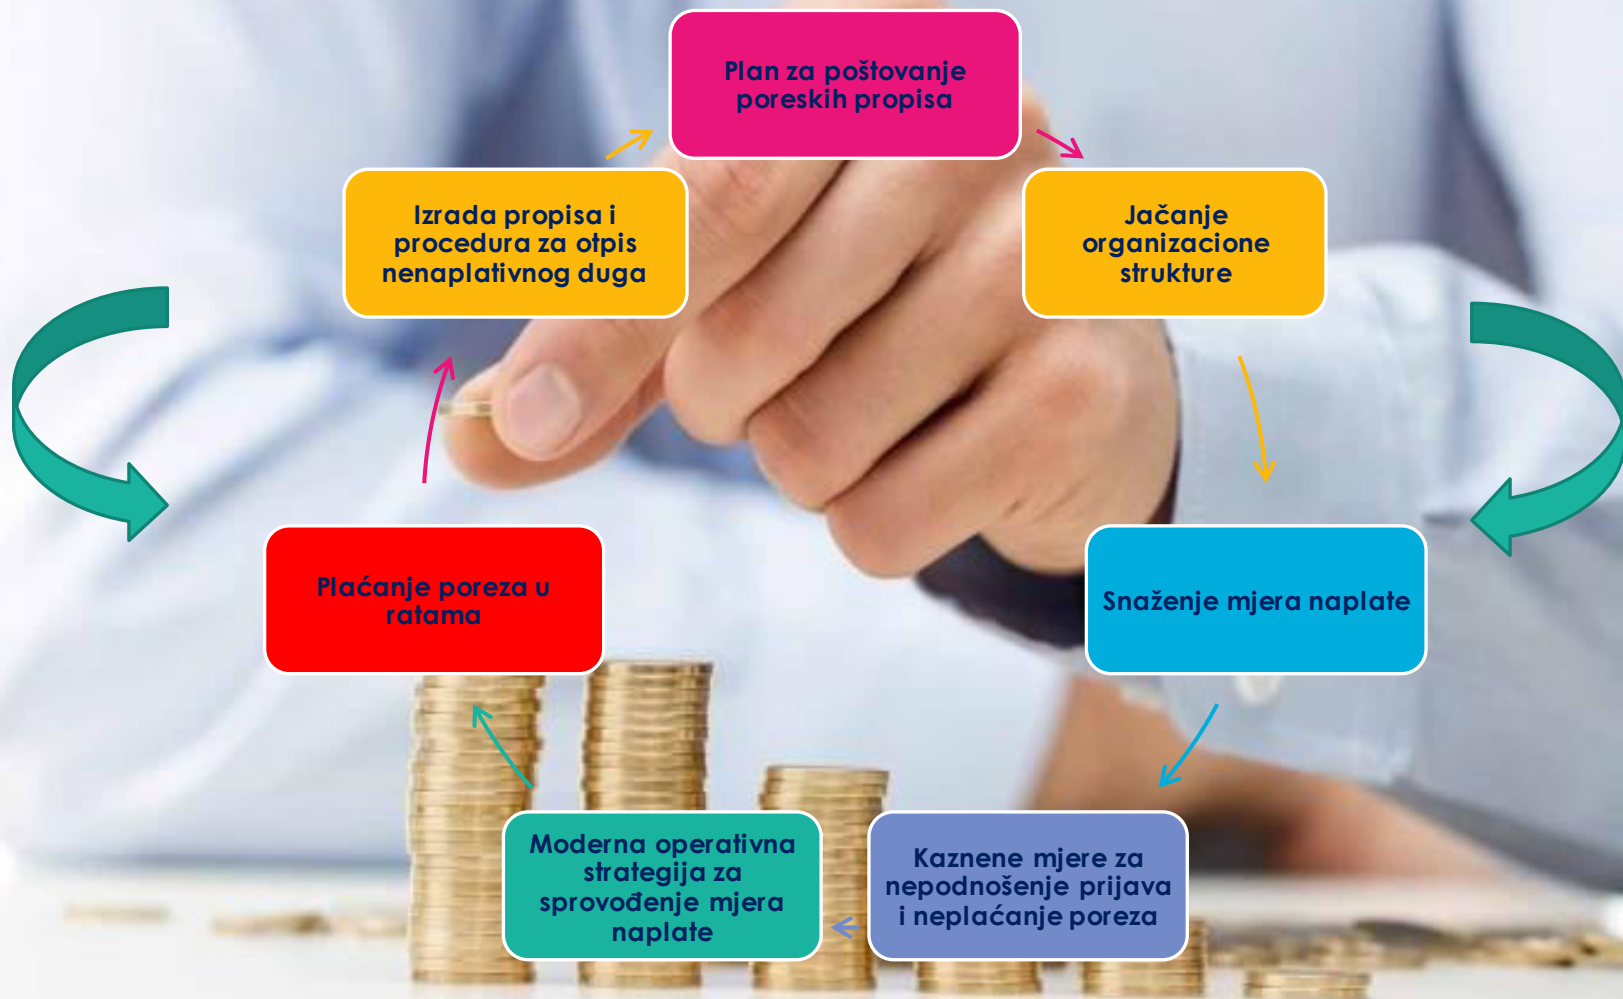 Plan za poštovanje
poreskih propisa
Jačanje
organizacione
strukture
Snaženje mjera naplate
Kaznene mjere za
nepodnošenje prijava
i neplaćanje poreza
Moderna operativna
strategija za
sprovođenje mjera
naplate
Plaćanje poreza u
ratama
Izrada propisa i
procedura za otpis
nenaplativnog duga